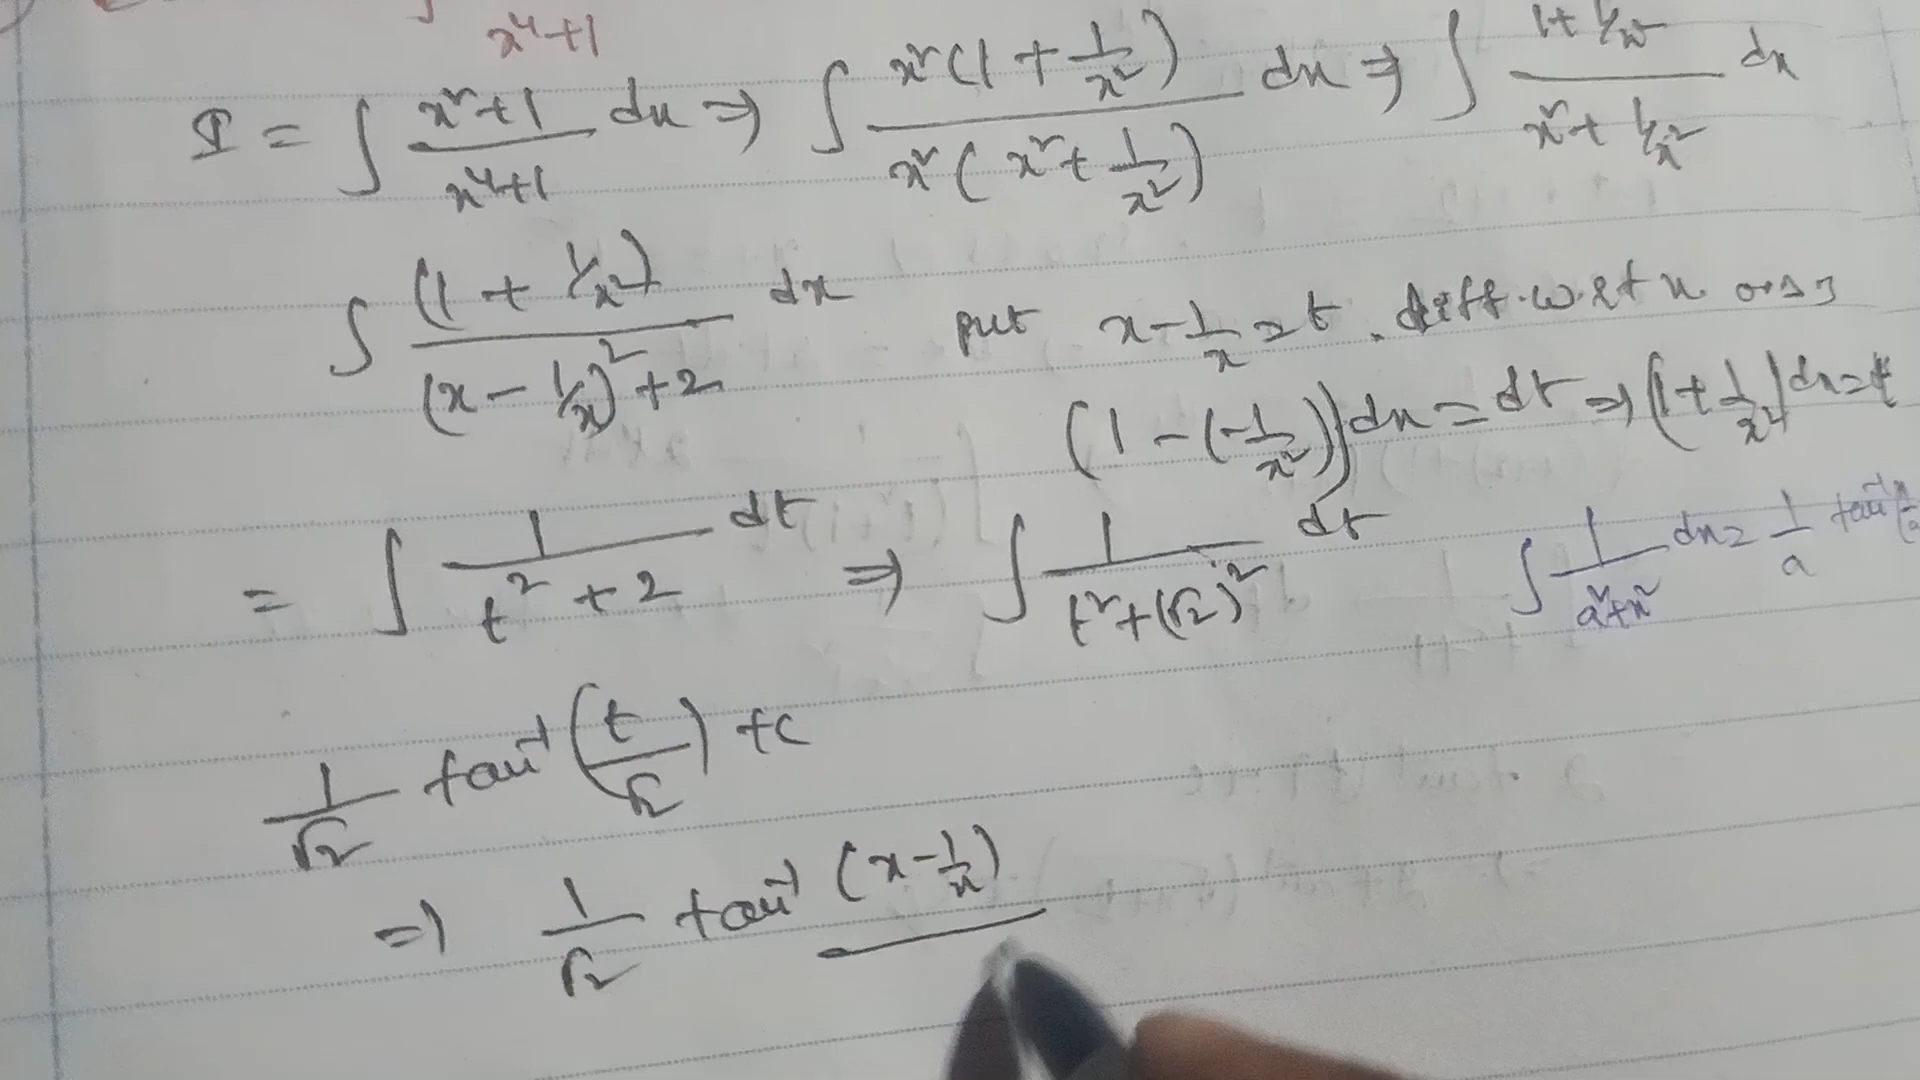 x⁴+1
I = ∫ (x²+1)/(x⁴+1) dx ⇒ ∫ x²(1 + 1/x²) / x²(x² + 1/x²) dx ⇒ ∫ (1 + 1/x²)/(x² + 1/x²) dx
∫ (1 + 1/x²) / ((x - 1/x)² + 2) dx put x - 1/x = t. diff. w.r.t x
(1 - (-1/x²)) dx = dt ⇒ (1 + 1/x²) dx =
= ∫ 1/(t² + 2) dt ⇒ ∫ 1/(t² + (√2)²) dt ∫ 1/(a²+x²) dx = 1/a tan⁻¹(
1/√2 tan⁻¹(t/√2) + c
⇒ 1/√2 tan⁻¹(x - 1/x)